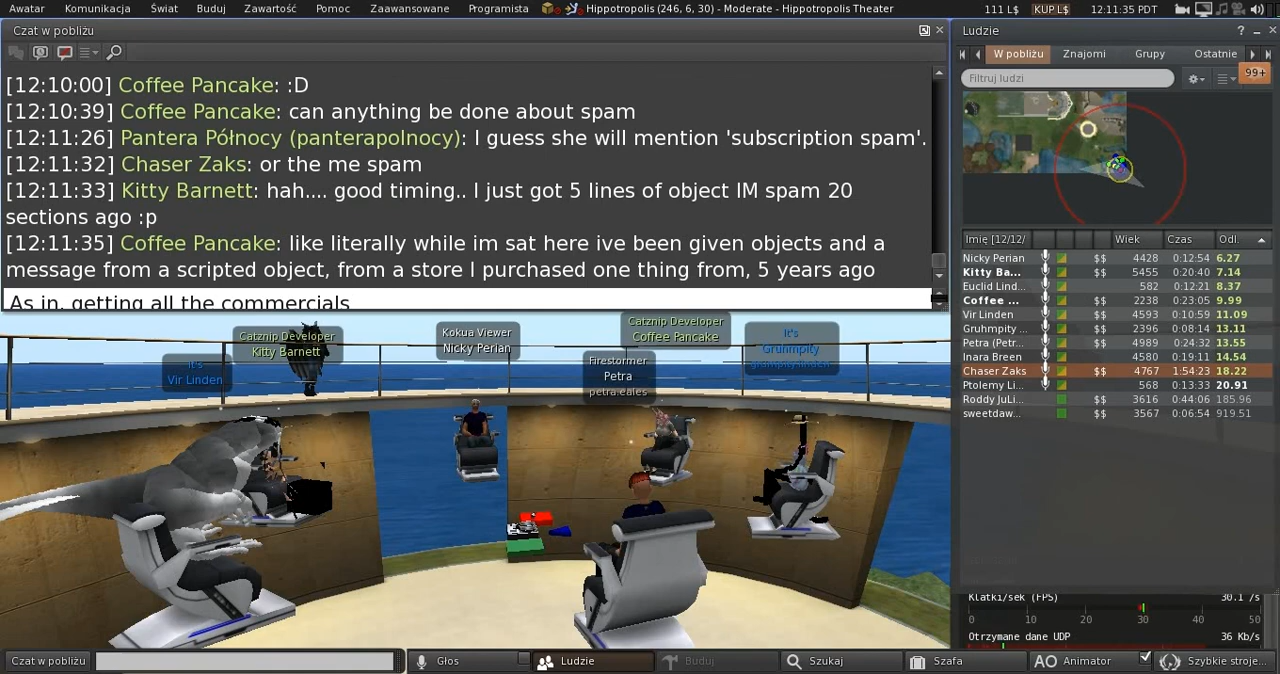 Awatar Komunikacja Świat Buduj Zawartość Pomoc Zaawansowane Programista Hippotropolis (246, 6, 30) - Moderate - Hippotropolis Theater 111 L$ KUP L$ 12:11:35 PDT
Czat w pobliżu
[12:10:00] Coffee Pancake: :D
[12:10:39] Coffee Pancake: can anything be done about spam
[12:11:26] Pantera Północy (panterapolnocy): I guess she will mention 'subscription spam'.
[12:11:32] Chaser Zaks: or the me spam
[12:11:33] Kitty Barnett: hah.... good timing.. I just got 5 lines of object IM spam 20
sections ago :p
[12:11:35] Coffee Pancake: like literally while im sat here ive been given objects and a
message from a scripted object, from a store I purchased one thing from, 5 years ago
As in, getting all the commercials
Catznip Developer
Kitty Barnett
It's
Vir Linden
Kokua Viewer
Nicky Perian
Firestormer
Petra
petra.eales
Catznip Developer
Coffee Pancake
It's
Gruhmpity
grumpity.linden
Ludzie
? – ×
W pobliżu Znajomi Grupy Ostatnie
Filtruj ludzi
99+
Imię [12/12/ Wiek Czas Odl.
Nicky Perian $$ 4428 0:12:54 6.27
Kitty Ba... $$ 5455 0:20:40 7.14
Euclid Lind... 582 0:12:21 8.37
Coffee ... $$ 2238 0:23:05 9.99
Vir Linden $$ 4593 0:10:59 11.09
Gruhmpity ... $$ 2396 0:08:14 13.11
Petra (Petr... $$ 4989 0:24:32 13.55
Inara Breen 4580 0:19:11 14.54
Chaser Zaks $$ 4767 1:54:23 18.22
Ptolemy Li... 568 0:13:33 20.91
Roddy JuLi... $$ 3616 0:44:06 185.96
sweetdaw... $$ 3567 0:06:54 919.51
Klatki/sek (FPS) 30.1 /s
0 10 20 30 40 50
Otrzymane dane UDP 36 Kb/s
Czat w pobliżu Głos Ludzie Buduj Szukaj Szafa AO Animator Szybkie stroje...